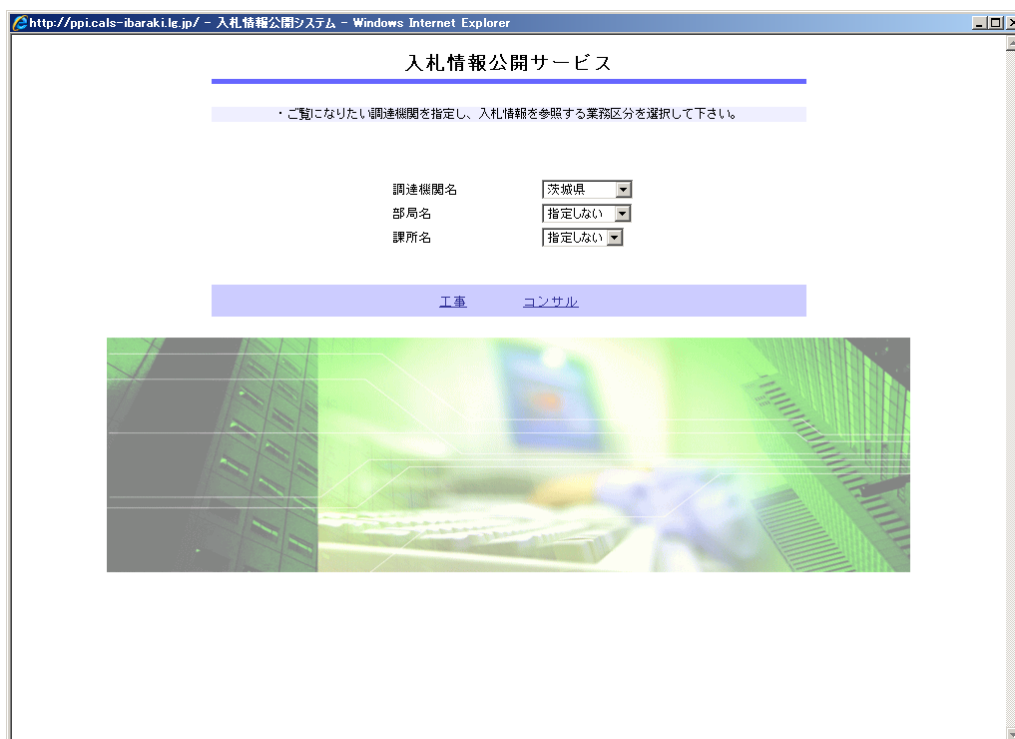 http://ppi.cals-ibaraki.lg.jp/ - 入札情報公開システム - Windows Internet Explorer
入札情報公開サービス
・ご覧になりたい調達機関を指定し、入札情報を参照する業務区分を選択して下さい。
調達機関名 茨城県
部局名 指定しない
課所名 指定しない
工事 コンサル